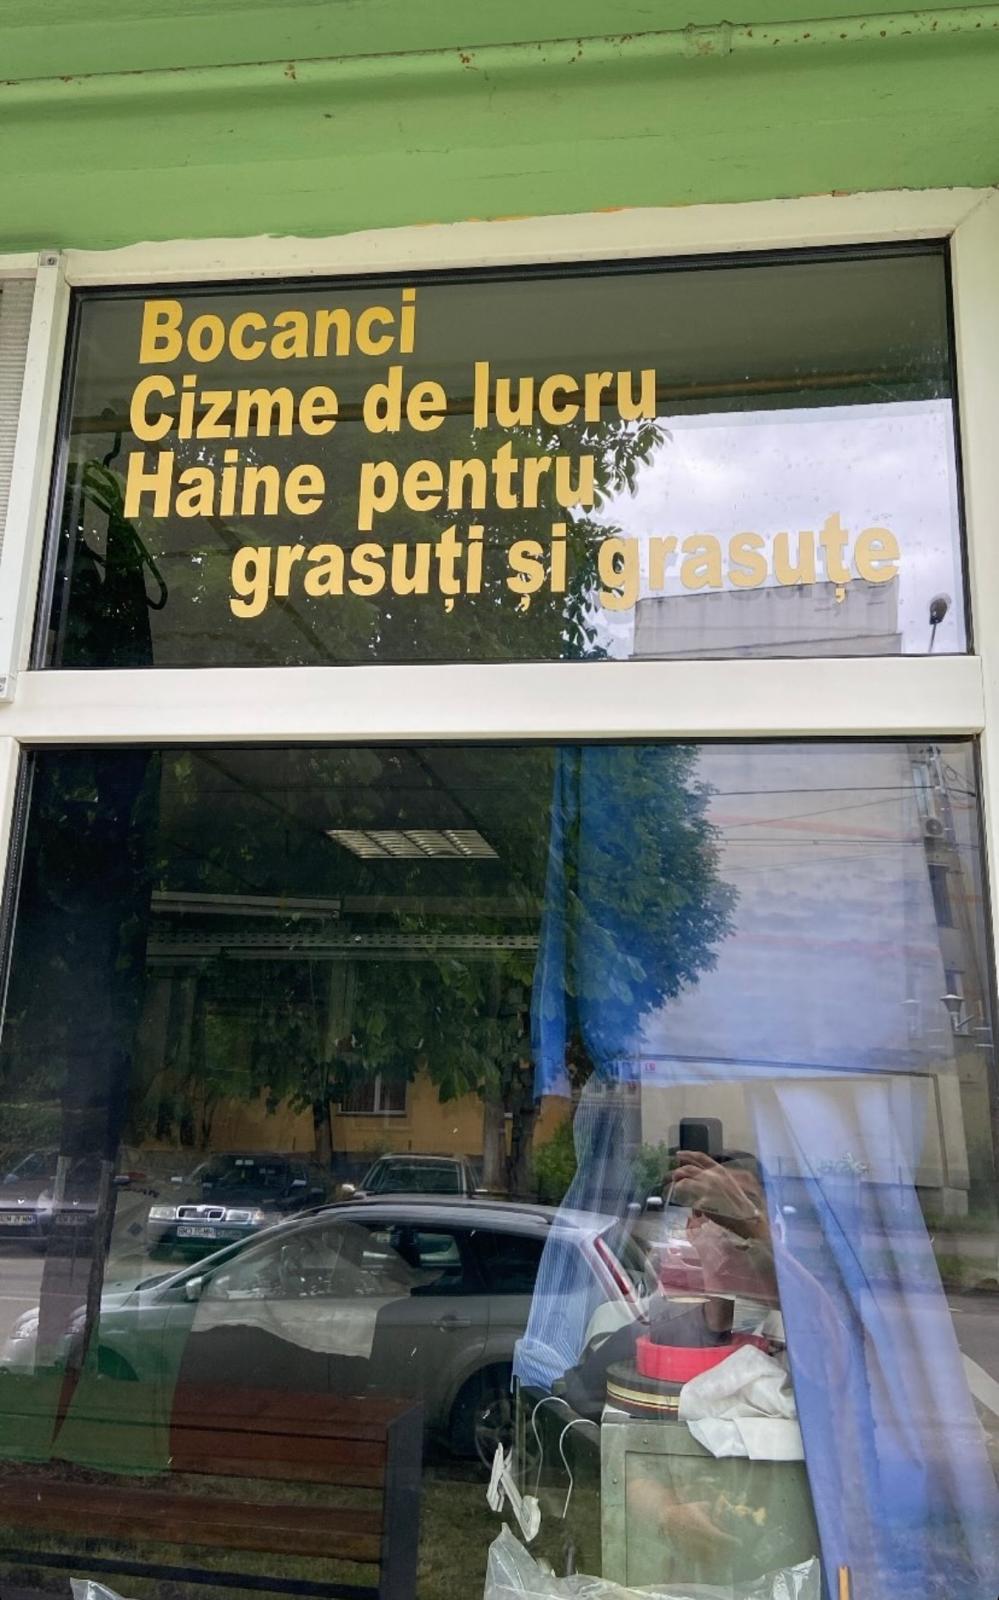 Bocanci
Cizme de lucru
Haine pentru
grasuți și grasuțe